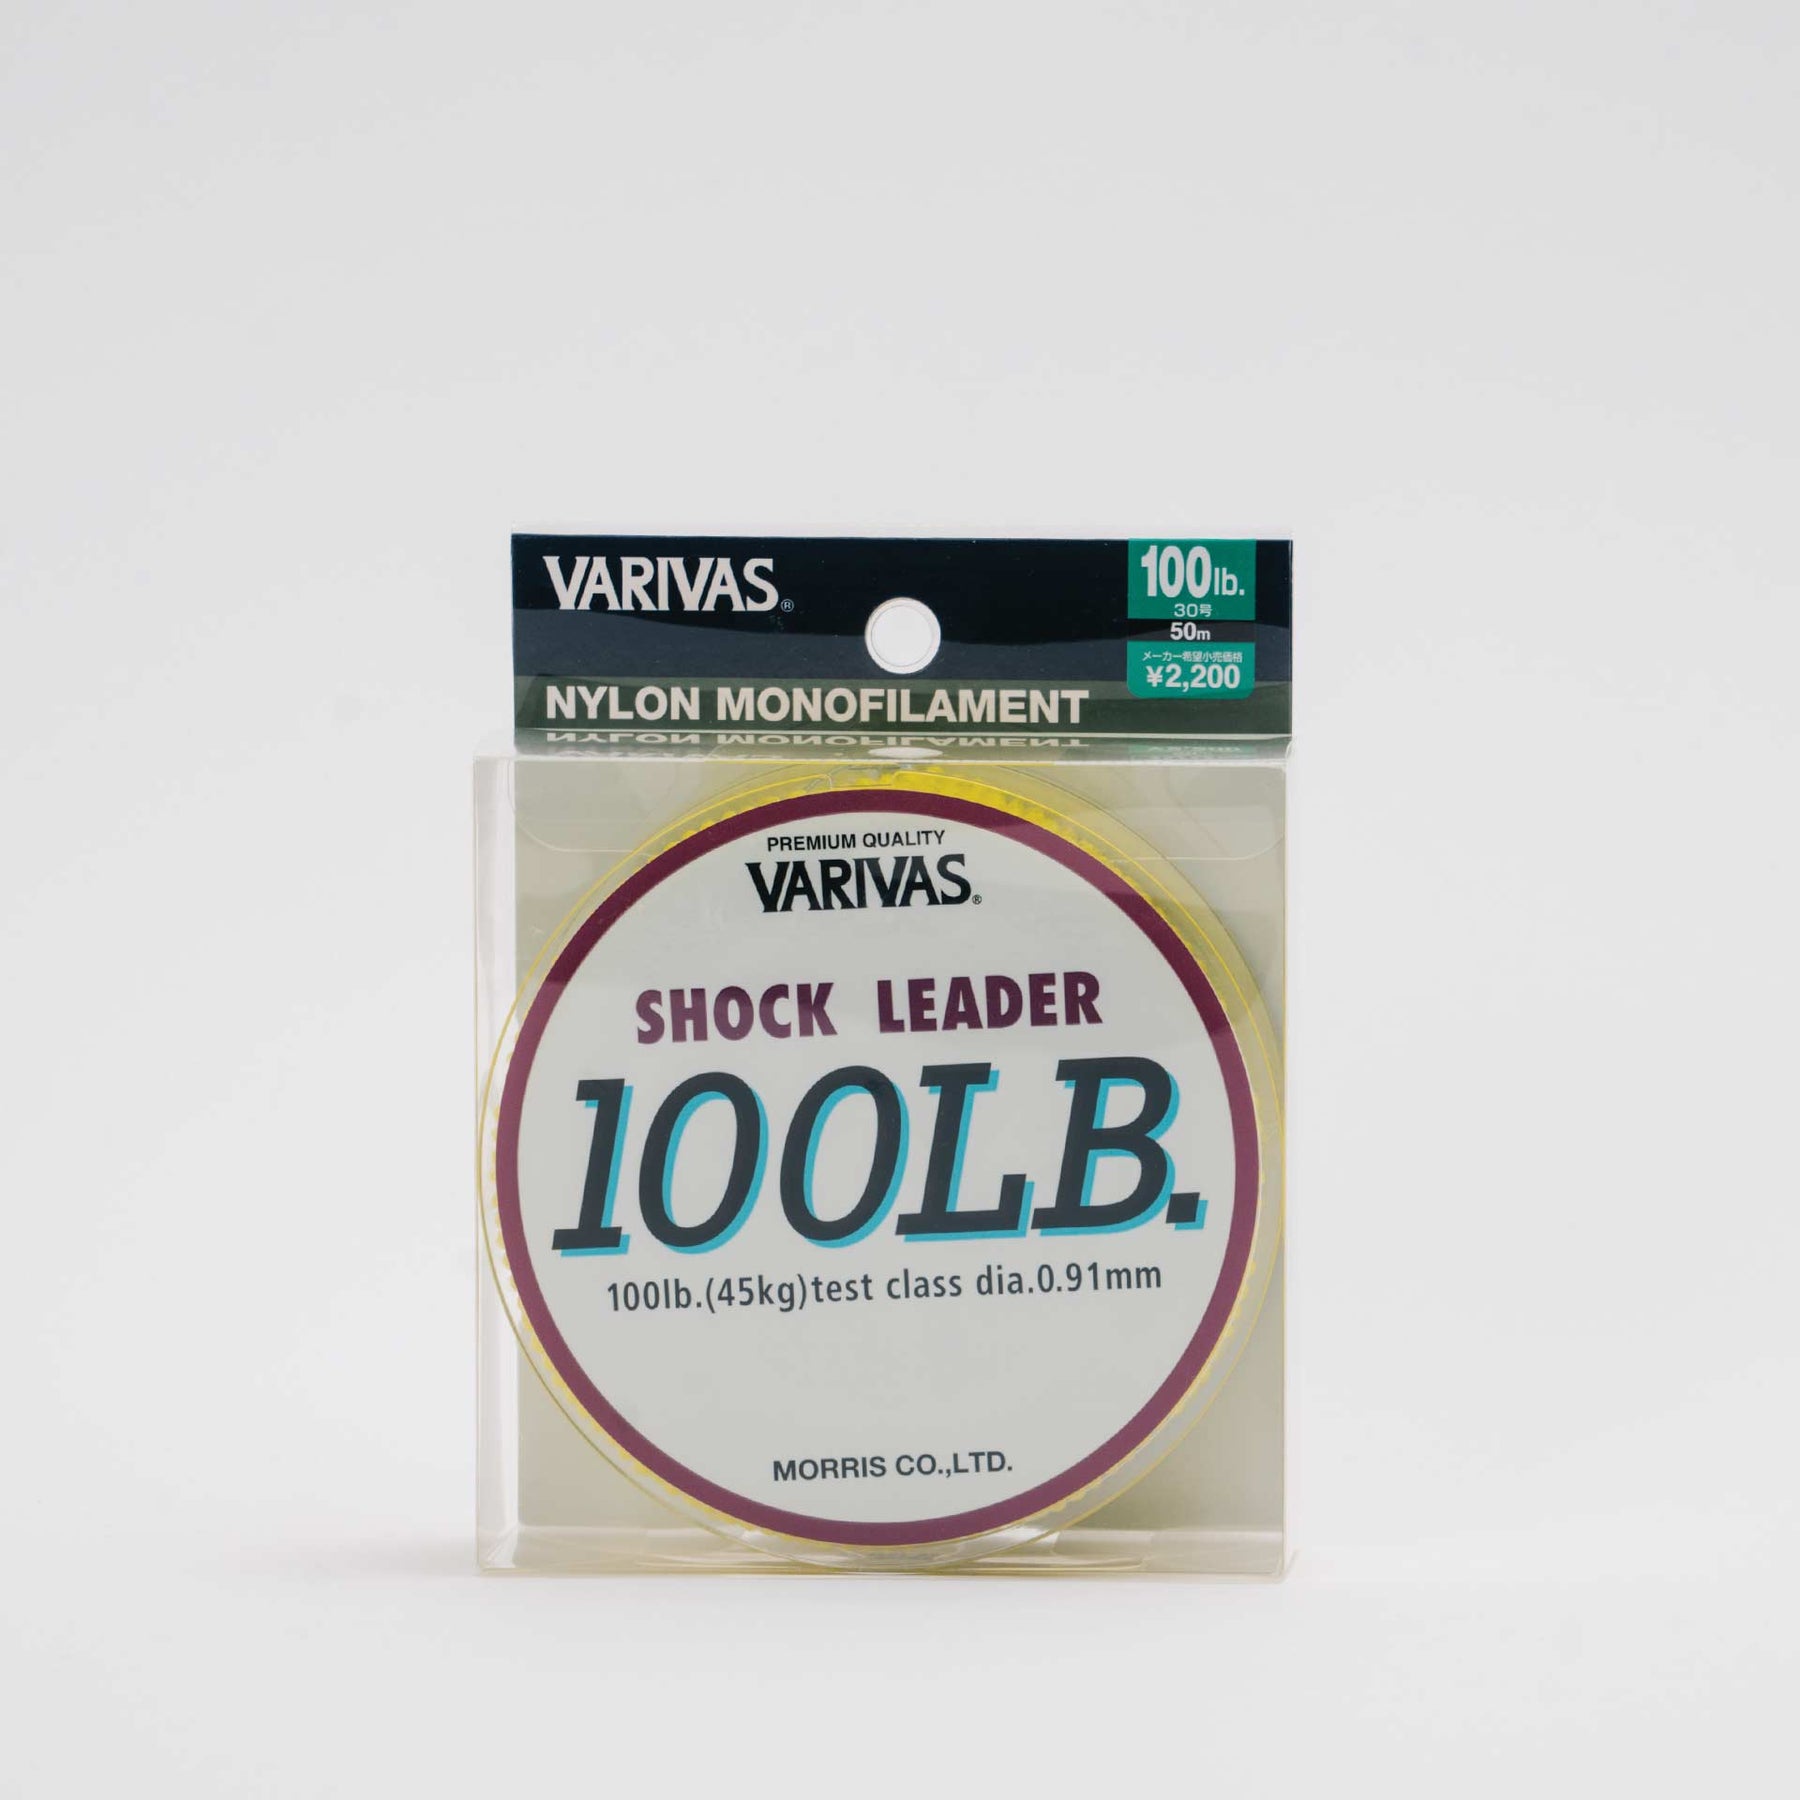 VARIVAS®
100lb.
30号
50m
メーカー希望小売価格
¥2,200
NYLON MONOFILAMENT
PREMIUM QUALITY
VARIVAS®
SHOCK LEADER
100LB.
100lb.(45kg)test class dia.0.91mm
MORRIS CO.,LTD.